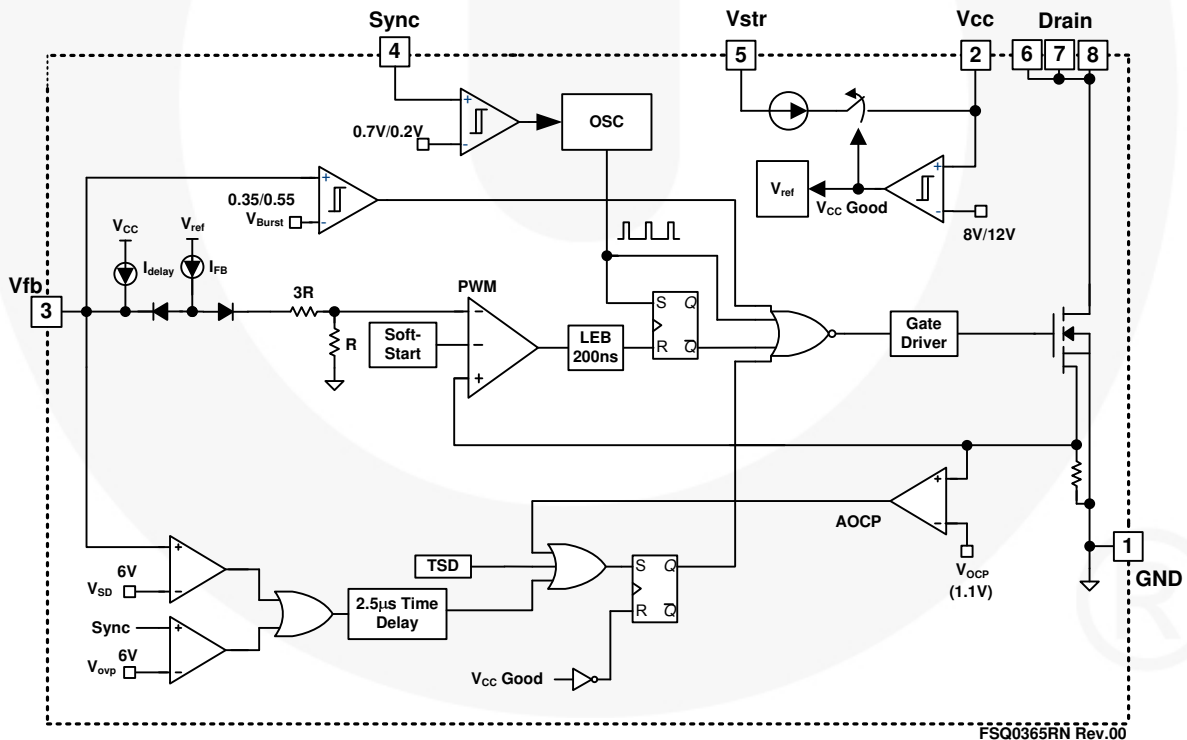 Sync
Vstr
Vcc
Drain
4
5
2
6 7 8
0.7V/0.2V
+
-
OSC
Vref
VCC Good
+
-
8V/12V
0.35/0.55
VBurst
+
-
VCC
Vref
Idelay
IFB
Vfb
3
3R
R
PWM
Soft-
Start
−
−
+
LEB
200ns
S Q
R Q̅
Gate
Driver
AOCP
+
−
VOCP
(1.1V)
1
GND
6V
VSD
+
−
Sync
6V
Vovp
+
−
2.5μs Time
Delay
TSD
S Q
R Q̅
VCC Good
FSQ0365RN Rev.00
®